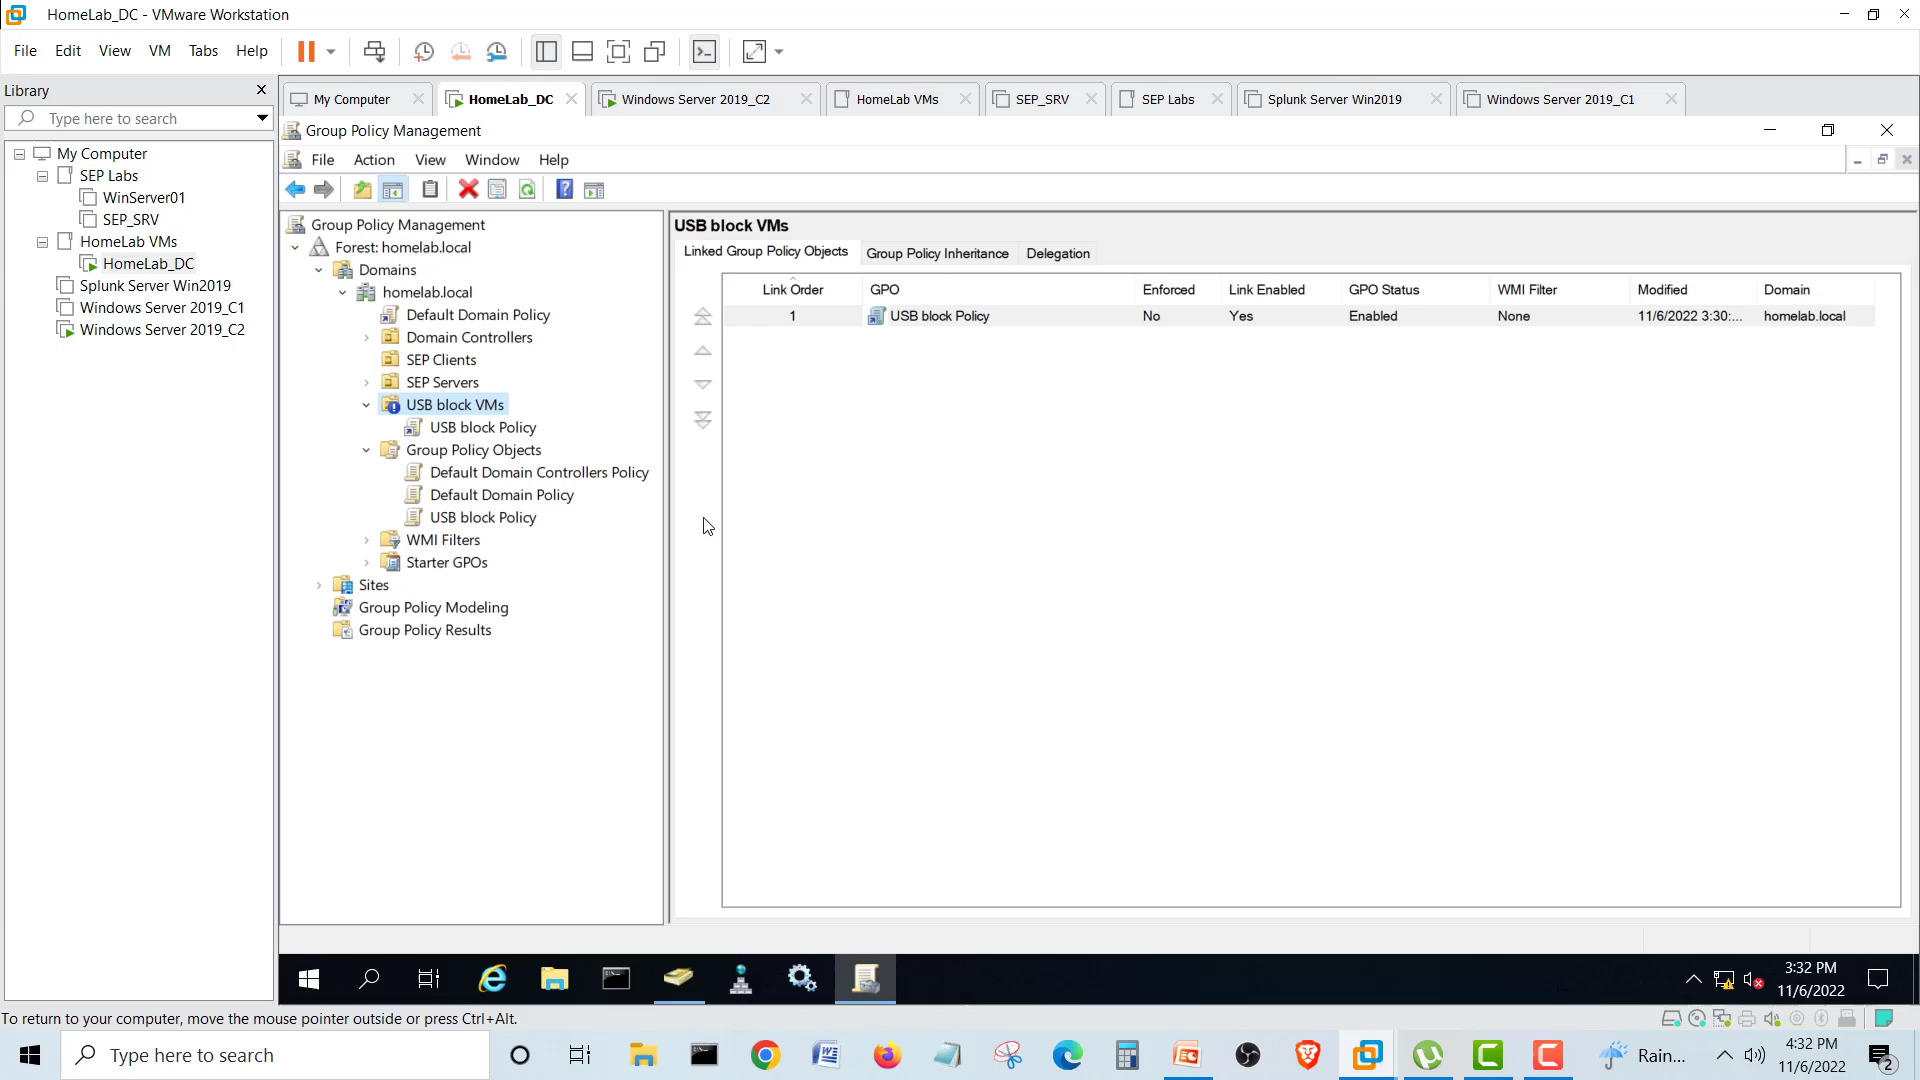 HomeLab_DC - VMware Workstation
File Edit View VM Tabs Help
Library
Type here to search
My Computer
SEP Labs
WinServer01
SEP_SRV
HomeLab VMs
HomeLab_DC
Splunk Server Win2019
Windows Server 2019_C1
Windows Server 2019_C2
My Computer HomeLab_DC Windows Server 2019_C2 HomeLab VMs SEP_SRV SEP Labs Splunk Server Win2019 Windows Server 2019_C1
Group Policy Management
File Action View Window Help
Group Policy Management
Forest: homelab.local
Domains
homelab.local
Default Domain Policy
Domain Controllers
SEP Clients
SEP Servers
USB block VMs
USB block Policy
Group Policy Objects
Default Domain Controllers Policy
Default Domain Policy
USB block Policy
WMI Filters
Starter GPOs
Sites
Group Policy Modeling
Group Policy Results
USB block VMs
Linked Group Policy Objects Group Policy Inheritance Delegation
Link Order GPO Enforced Link Enabled GPO Status WMI Filter Modified Domain
1 USB block Policy No Yes Enabled None 11/6/2022 3:30:... homelab.local
3:32 PM
11/6/2022
To return to your computer, move the mouse pointer outside or press Ctrl+Alt.
Type here to search
Rain...
4:32 PM
11/6/2022
2